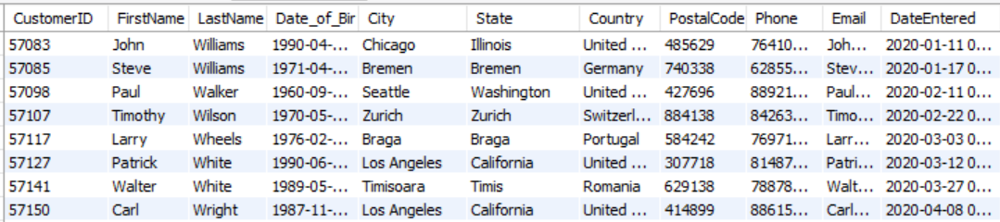 CustomerID FirstName LastName Date_of_Bir City State Country PostalCode Phone Email DateEntered
57083 John Williams 1990-04-... Chicago Illinois United ... 485629 76410... Joh... 2020-01-11 0...
57085 Steve Williams 1971-04-... Bremen Bremen Germany 740338 62855... Stev... 2020-01-17 0...
57098 Paul Walker 1960-09-... Seattle Washington United ... 427696 88921... Paul... 2020-02-11 0...
57107 Timothy Wilson 1970-05-... Zurich Zurich Switzerl... 884138 84263... Timo... 2020-02-22 0...
57117 Larry Wheels 1976-02-... Braga Braga Portugal 584242 76971... Larr... 2020-03-03 0...
57127 Patrick White 1990-06-... Los Angeles California United ... 307718 81487... Patri... 2020-03-12 0...
57141 Walter White 1989-05-... Timisoara Timis Romania 629138 78878... Walt... 2020-03-27 0...
57150 Carl Wright 1987-11-... Los Angeles California United ... 414899 88615... Carl... 2020-04-08 0...